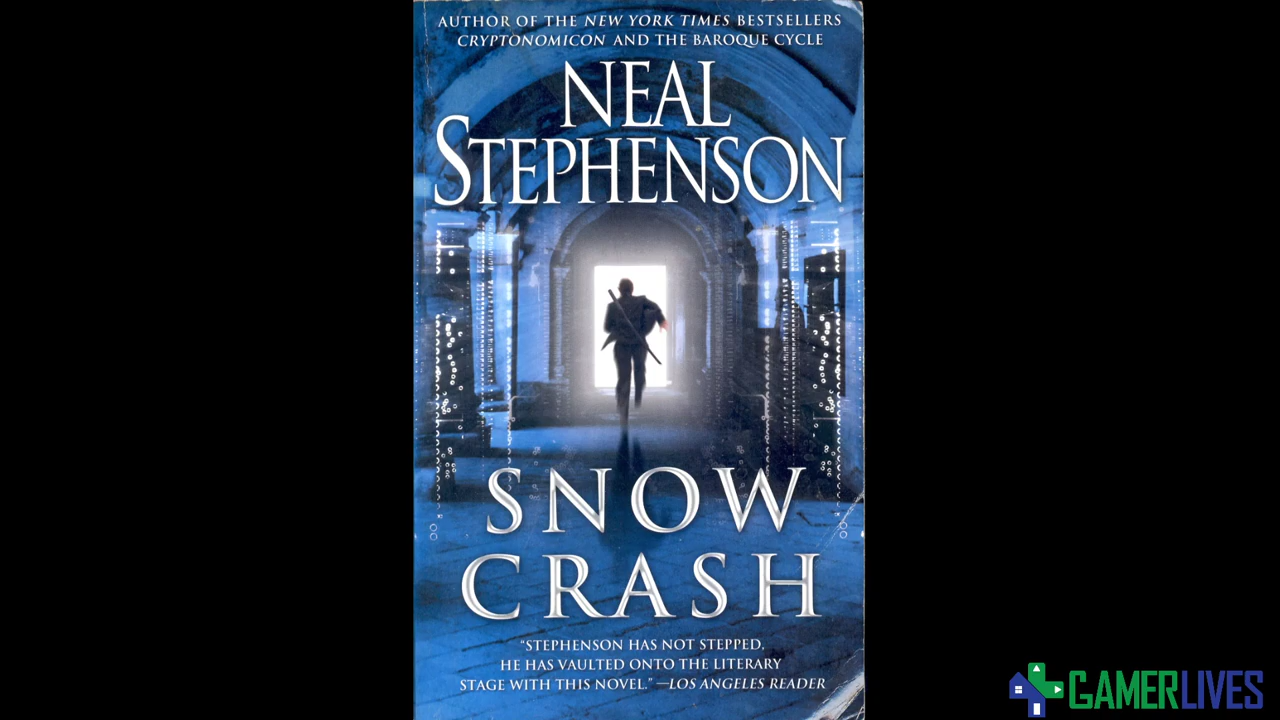 AUTHOR OF THE NEW YORK TIMES BESTSELLERS
CRYPTONOMICON AND THE BAROQUE CYCLE
NEAL
STEPHENSON
SNOW
CRASH
“STEPHENSON HAS NOT STEPPED,
HE HAS VAULTED ONTO THE LITERARY
STAGE WITH THIS NOVEL.” —LOS ANGELES READER
GAMERLIVES